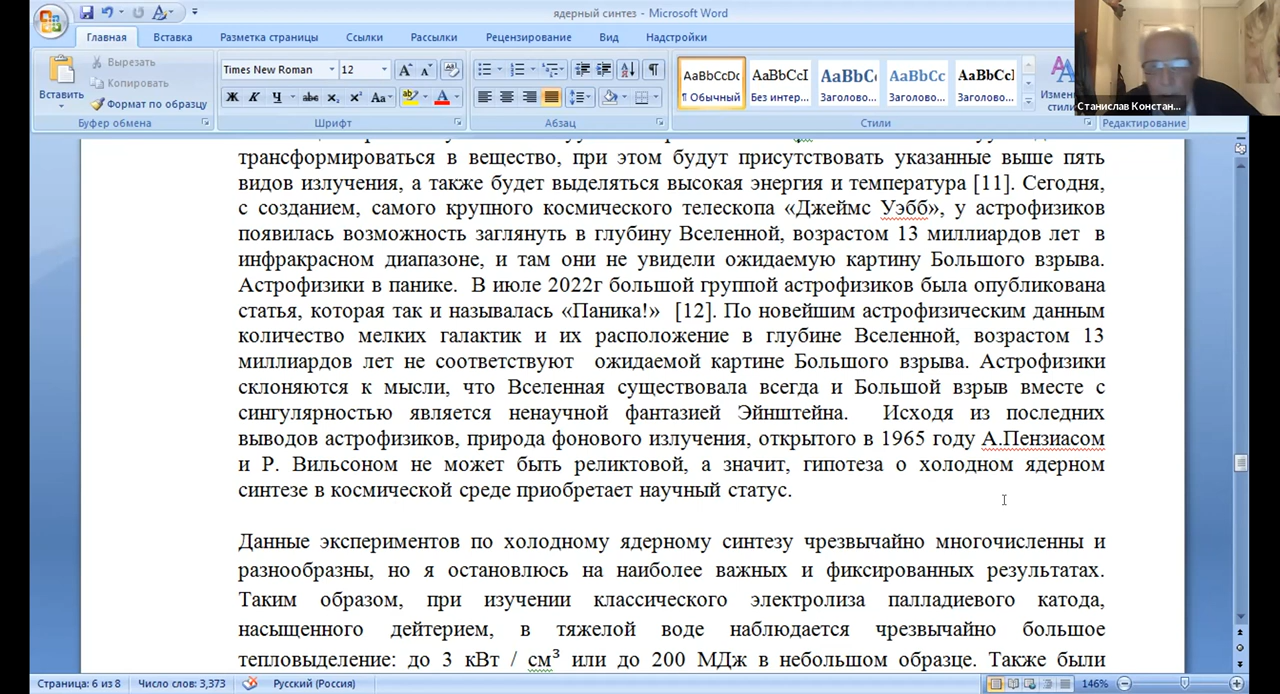 ядерный синтез - Microsoft Word
Главная Вставка Разметка страницы Ссылки Рассылки Рецензирование Вид Надстройки
Вставить
Вырезать
Копировать
Формат по образцу
Буфер обмена
Times New Roman 12
Шрифт
Абзац
AaBbCcDc AaBbCcI AaBbC AaBbCc AaBbCcI
¶ Обычный Без интер... Заголово... Заголово... Заголово...
Стили
Станислав Констан...
Редактирование
трансформироваться в вещество, при этом будут присутствовать указанные выше пять
видов излучения, а также будет выделяться высокая энергия и температура [11]. Сегодня,
с созданием, самого крупного космического телескопа «Джеймс Уэбб», у астрофизиков
появилась возможность заглянуть в глубину Вселенной, возрастом 13 миллиардов лет в
инфракрасном диапазоне, и там они не увидели ожидаемую картину Большого взрыва.
Астрофизики в панике. В июле 2022г большой группой астрофизиков была опубликована
статья, которая так и называлась «Паника!» [12]. По новейшим астрофизическим данным
количество мелких галактик и их расположение в глубине Вселенной, возрастом 13
миллиардов лет не соответствуют ожидаемой картине Большого взрыва. Астрофизики
склоняются к мысли, что Вселенная существовала всегда и Большой взрыв вместе с
сингулярностью является ненаучной фантазией Эйнштейна. Исходя из последних
выводов астрофизиков, природа фонового излучения, открытого в 1965 году А.Пензиасом
и Р. Вильсоном не может быть реликтовой, а значит, гипотеза о холодном ядерном
синтезе в космической среде приобретает научный статус.
Данные экспериментов по холодному ядерному синтезу чрезвычайно многочисленны и
разнообразны, но я остановлюсь на наиболее важных и фиксированных результатах.
Таким образом, при изучении классического электролиза палладиевого катода,
насыщенного дейтерием, в тяжелой воде наблюдается чрезвычайно большое
тепловыделение: до 3 кВт / см³ или до 200 МДж в небольшом образце. Также были
Страница: 6 из 8 Число слов: 3,373 Русский (Россия) 146%